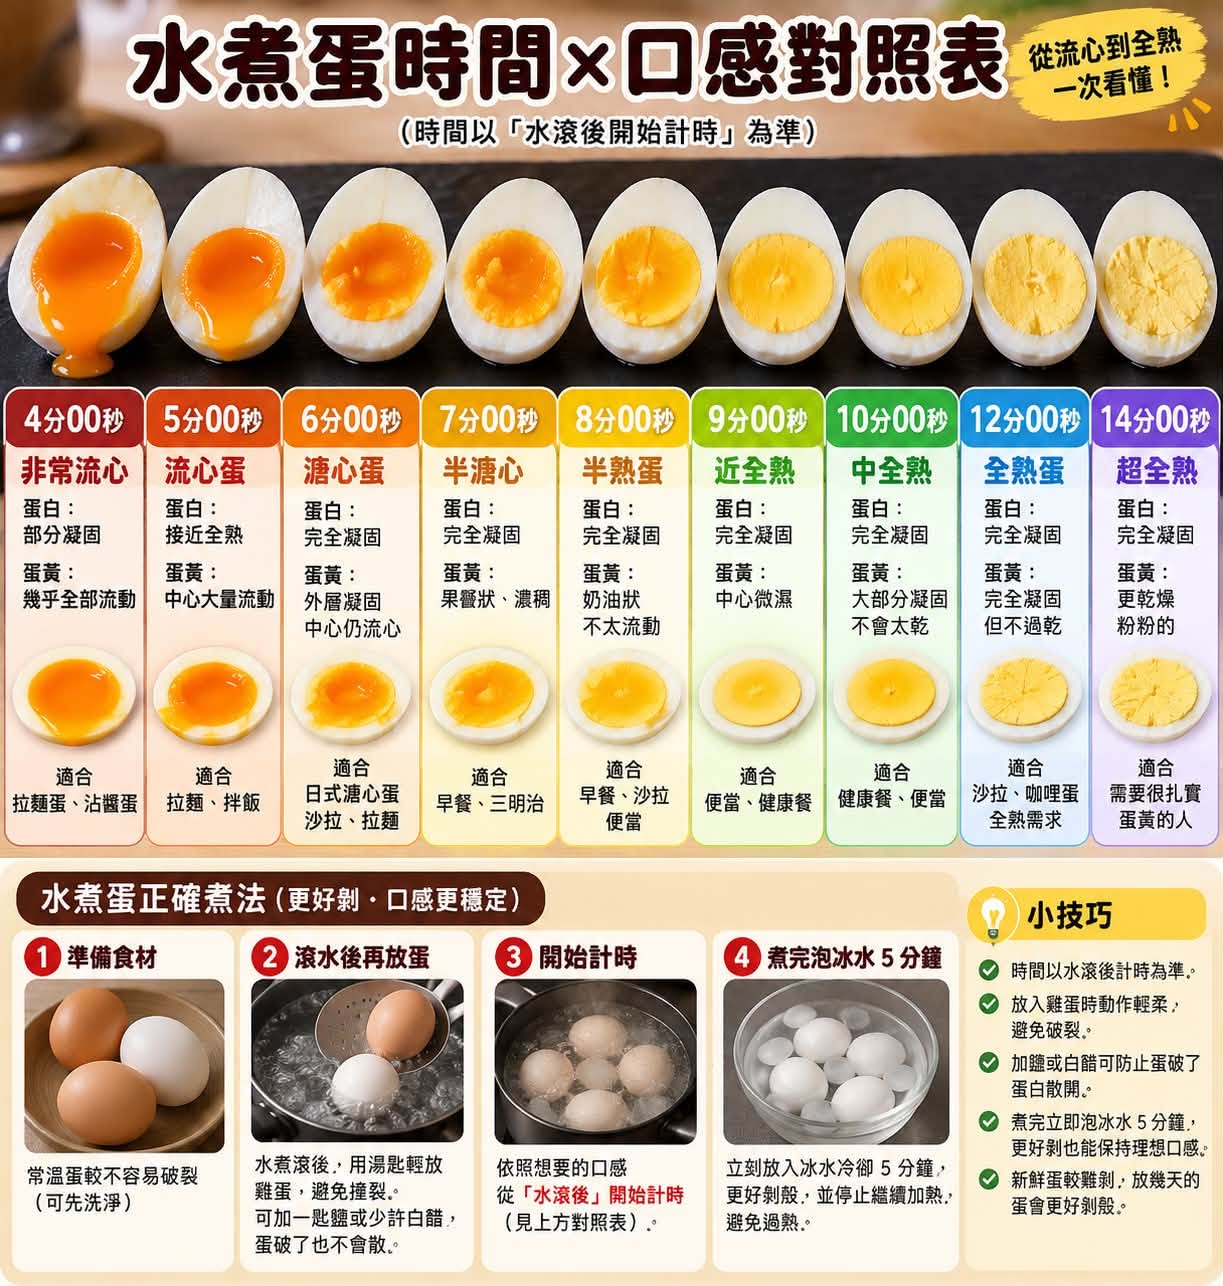 水煮蛋時間×口感對照表
從流心到全熟
一次看懂！
（時間以「水滾後開始計時」為準）
4分00秒
非常流心
蛋白：
部分凝固
蛋黃：
幾乎全部流動
適合
拉麵蛋、沾醬蛋
5分00秒
流心蛋
蛋白：
接近全熟
蛋黃：
中心大量流動
適合
拉麵、拌飯
6分00秒
溏心蛋
蛋白：
完全凝固
蛋黃：
外層凝固
中心仍流心
適合
日式溏心蛋
沙拉、拉麵
7分00秒
半溏心
蛋白：
完全凝固
蛋黃：
果醬狀、濃稠
適合
早餐、三明治
8分00秒
半熟蛋
蛋白：
完全凝固
蛋黃：
奶油狀
不太流動
適合
早餐、沙拉
便當
9分00秒
近全熟
蛋白：
完全凝固
蛋黃：
中心微濕
適合
便當、健康餐
10分00秒
中全熟
蛋白：
完全凝固
蛋黃：
大部分凝固
不會太乾
適合
健康餐、便當
12分00秒
全熟蛋
蛋白：
完全凝固
蛋黃：
完全凝固
但不過乾
適合
沙拉、咖哩蛋
全熟需求
14分00秒
超全熟
蛋白：
完全凝固
蛋黃：
更乾燥
粉粉的
適合
需要很扎實
蛋黃的人
水煮蛋正確煮法（更好剝・口感更穩定）
1 準備食材
常溫蛋較不容易破裂
（可先洗淨）
2 滾水後再放蛋
水煮滾後，用湯匙輕放
雞蛋，避免撞裂。
可加一匙鹽或少許白醋，
蛋破了也不會散。
3 開始計時
依照想要的口感
從「水滾後」開始計時
（見上方對照表）。
4 煮完泡冰水 5 分鐘
立刻放入冰水冷卻 5 分鐘，
更好剝殼，並停止繼續加熱，
避免過熱。
小技巧
時間以水滾後計時為準。
放入雞蛋時動作輕柔，
避免破裂。
加鹽或白醋可防止蛋破了
蛋白散開。
煮完立即泡冰水 5 分鐘，
更好剝也能保持理想口感。
新鮮蛋較難剝，放幾天的
蛋會更好剝殼。